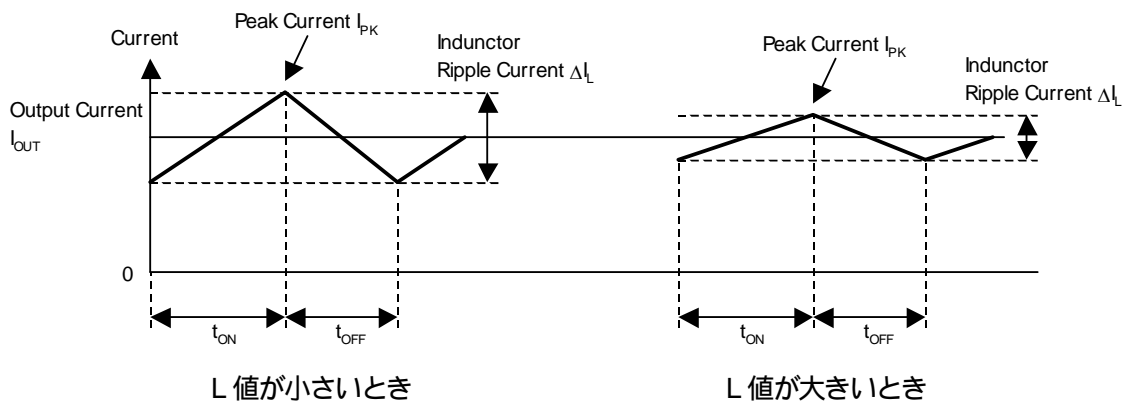 Peak Current I_PK
Current
Indunctor
Ripple Current ΔI_L
Output Current
I_OUT
0
t_ON
t_OFF
L 値が小さいとき
Peak Current I_PK
Indunctor
Ripple Current ΔI_L
t_ON
t_OFF
L 値が大きいとき